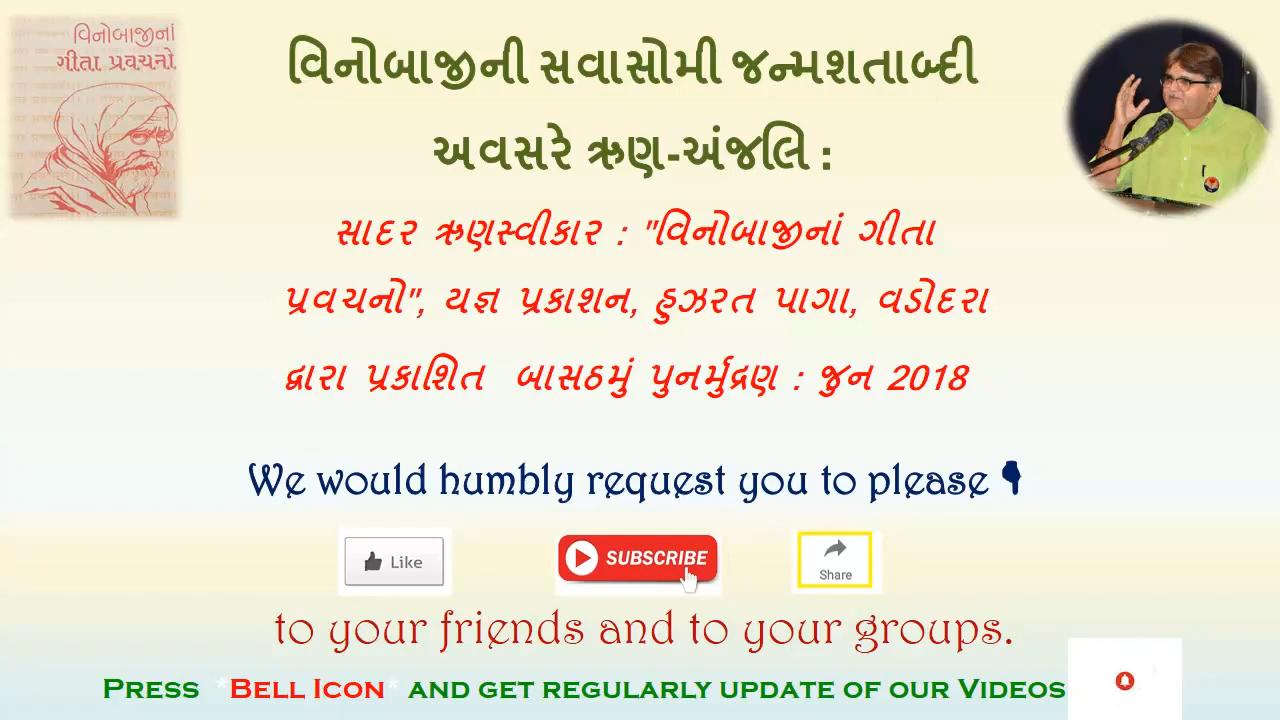 વિનોબાજીનાં
ગીતા પ્રવચનો
વિનોબાજીની સવાસોમી જન્મશતાબ્દી
અવસરે ઋણ-અંજલિ :
સાદર ઋણસ્વીકાર : "વિનોબાજીનાં ગીતા
પ્રવચનો", યજ્ઞ પ્રકાશન, હુઝરત પાગા, વડોદરા
દ્વારા પ્રકાશિત બાસઠમું પુનર્મુદ્રણ : જુન 2018
We would humbly request you to please 👇
Like
SUBSCRIBE
Share
to your friends and to your groups.
Press *Bell Icon* and get regularly update of our Videos